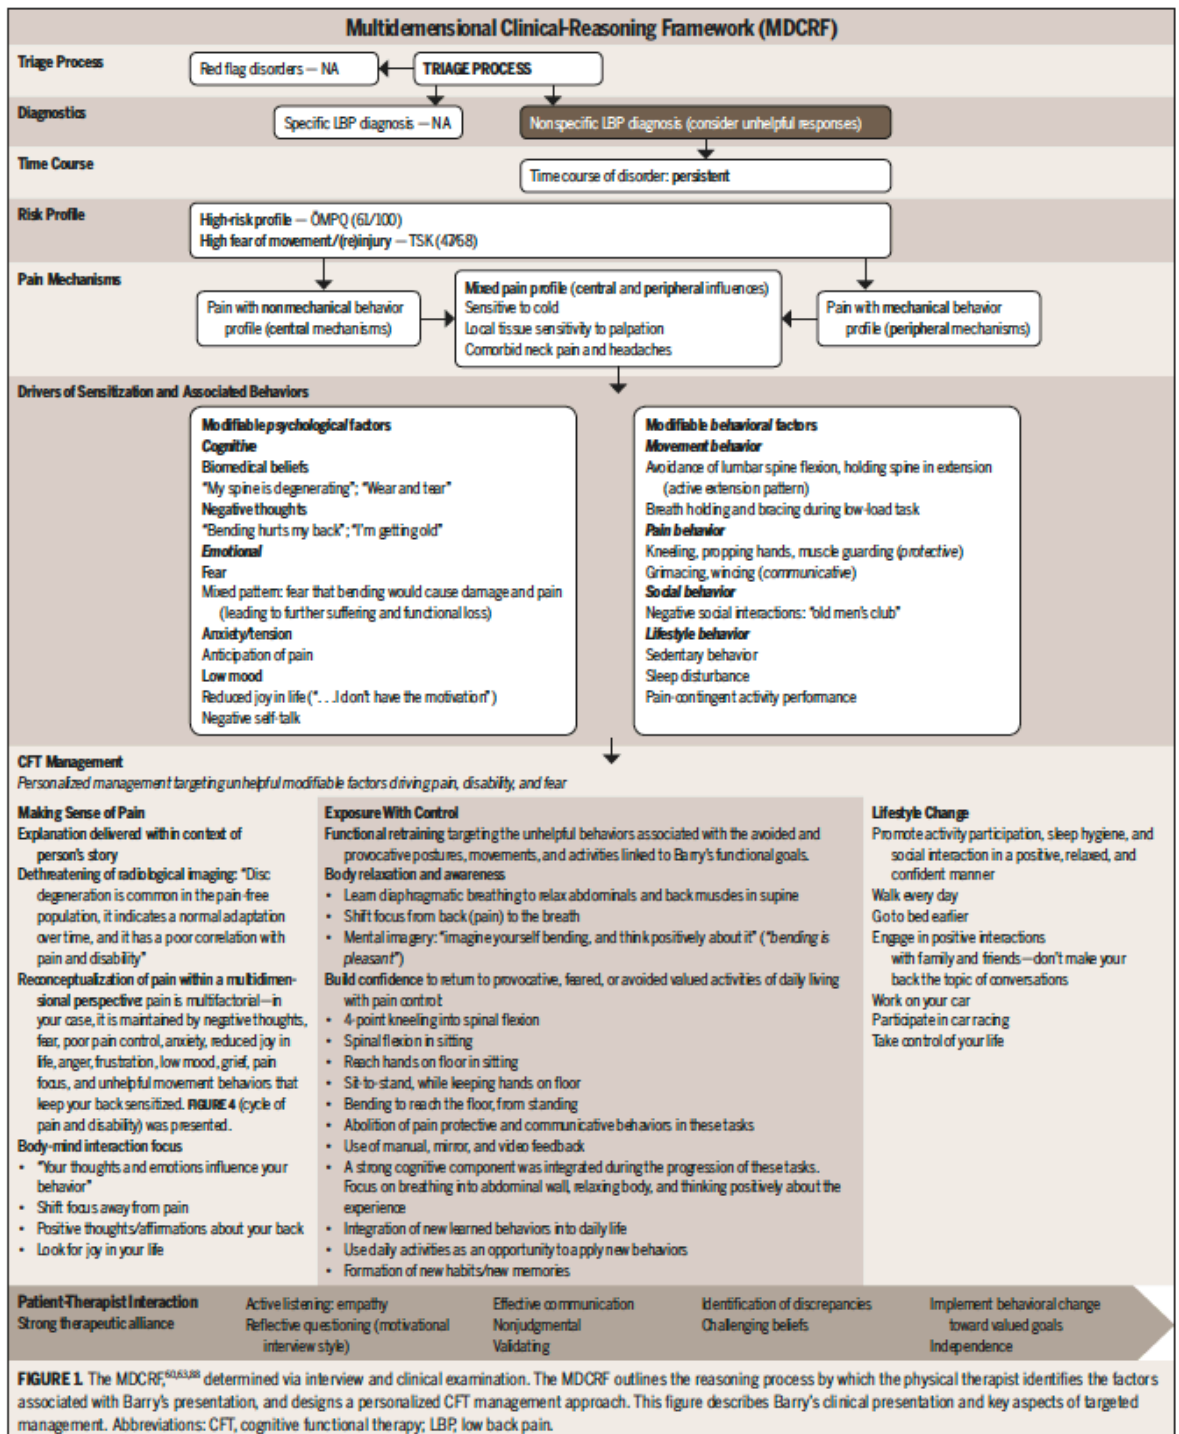 Multidemensional Clinical-Reasoning Framework (MDCRF)
Triage Process
Red flag disorders — NA
TRIAGE PROCESS
Diagnostics
Specific LBP diagnosis — NA
Nonspecific LBP diagnosis (consider unhelpful responses)
Time Course
Time course of disorder: persistent
Risk Profile
High-risk profile — ÖMPQ (61/100)
High fear of movement/(re)injury — TSK (47/68)
Pain Mechanisms
Pain with nonmechanical behavior
profile (central mechanisms)
Mixed pain profile (central and peripheral influences)
Sensitive to cold
Local tissue sensitivity to palpation
Comorbid neck pain and headaches
Pain with mechanical behavior
profile (peripheral mechanisms)
Drivers of Sensitization and Associated Behaviors
Modifiable psychological factors
Cognitive
Biomedical beliefs
"My spine is degenerating"; "Wear and tear"
Negative thoughts
"Bending hurts my back"; "I'm getting old"
Emotional
Fear
Mixed pattern: fear that bending would cause damage and pain
(leading to further suffering and functional loss)
Anxiety/tension
Anticipation of pain
Low mood
Reduced joy in life ("...I don't have the motivation")
Negative self-talk
Modifiable behavioral factors
Movement behavior
Avoidance of lumbar spine flexion, holding spine in extension
(active extension pattern)
Breath holding and bracing during low-load task
Pain behavior
Kneeling, propping hands, muscle guarding (protective)
Grimacing, wincing (communicative)
Social behavior
Negative social interactions: "old men's club"
Lifestyle behavior
Sedentary behavior
Sleep disturbance
Pain-contingent activity performance
CFT Management
Personalized management targeting unhelpful modifiable factors driving pain, disability, and fear
Making Sense of Pain
Explanation delivered within context of
person's story
Dethreatening of radiological imaging: "Disc
degeneration is common in the pain-free
population, it indicates a normal adaptation
over time, and it has a poor correlation with
pain and disability"
Reconceptualization of pain within a multidimen-
sional perspective: pain is multifactorial—in
your case, it is maintained by negative thoughts,
fear, poor pain control, anxiety, reduced joy in
life, anger, frustration, low mood, grief, pain
focus, and unhelpful movement behaviors that
keep your back sensitized. FIGURE 4 (cycle of
pain and disability) was presented.
Body-mind interaction focus
• "Your thoughts and emotions influence your
behavior"
• Shift focus away from pain
• Positive thoughts/affirmations about your back
• Look for joy in your life
Exposure With Control
Functional retraining targeting the unhelpful behaviors associated with the avoided and
provocative postures, movements, and activities linked to Barry's functional goals.
Body relaxation and awareness
• Learn diaphragmatic breathing to relax abdominals and back muscles in supine
• Shift focus from back (pain) to the breath
• Mental imagery: "imagine yourself bending, and think positively about it" ("bending is
pleasant")
Build confidence to return to provocative, feared, or avoided valued activities of daily living
with pain control:
• 4-point kneeling into spinal flexion
• Spinal flexion in sitting
• Reach hands on floor in sitting
• Sit-to-stand, while keeping hands on floor
• Bending to reach the floor, from standing
• Abolition of pain protective and communicative behaviors in these tasks
• Use of manual, mirror, and video feedback
• A strong cognitive component was integrated during the progression of these tasks.
Focus on breathing into abdominal wall, relaxing body, and thinking positively about the
experience
• Integration of new learned behaviors into daily life
• Use daily activities as an opportunity to apply new behaviors
• Formation of new habits/new memories
Lifestyle Change
Promote activity participation, sleep hygiene, and
social interaction in a positive, relaxed, and
confident manner
Walk every day
Go to bed earlier
Engage in positive interactions
with family and friends—don't make your
back the topic of conversations
Work on your car
Participate in car racing
Take control of your life
Patient-Therapist Interaction
Strong therapeutic alliance
Active listening: empathy
Reflective questioning (motivational
interview style)
Effective communication
Nonjudgmental
Validating
Identification of discrepancies
Challenging beliefs
Implement behavioral change
toward valued goals
Independence
FIGURE 1. The MDCRF,60,63,88 determined via interview and clinical examination. The MDCRF outlines the reasoning process by which the physical therapist identifies the factors
associated with Barry's presentation, and designs a personalized CFT management approach. This figure describes Barry's clinical presentation and key aspects of targeted
management. Abbreviations: CFT, cognitive functional therapy; LBP, low back pain.